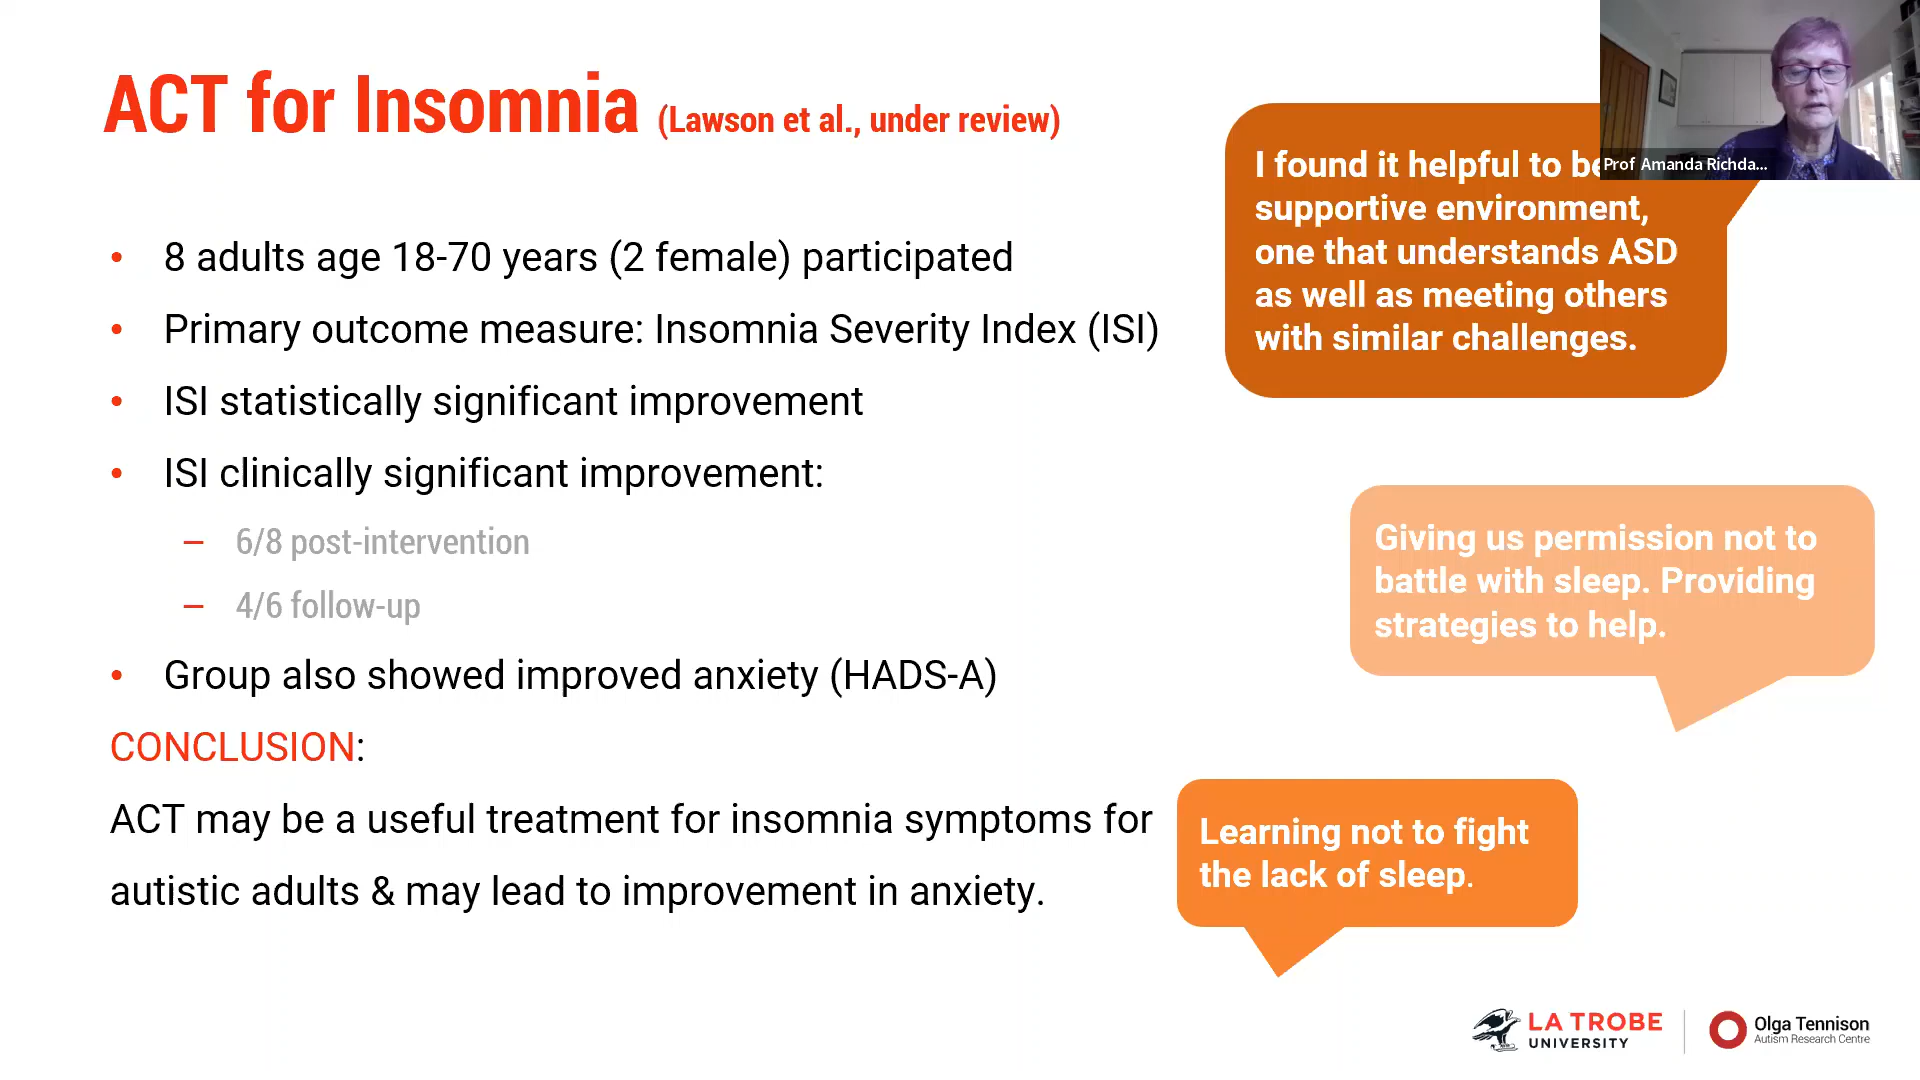 ACT for Insomnia (Lawson et al., under review)
• 8 adults age 18-70 years (2 female) participated
• Primary outcome measure: Insomnia Severity Index (ISI)
• ISI statistically significant improvement
• ISI clinically significant improvement:
– 6/8 post-intervention
– 4/6 follow-up
• Group also showed improved anxiety (HADS-A)
CONCLUSION:
ACT may be a useful treatment for insomnia symptoms for
autistic adults & may lead to improvement in anxiety.
I found it helpful to be
supportive environment,
one that understands ASD
as well as meeting others
with similar challenges.
Prof Amanda Richda...
Giving us permission not to
battle with sleep. Providing
strategies to help.
Learning not to fight
the lack of sleep.
LA TROBE
UNIVERSITY
Olga Tennison
Autism Research Centre